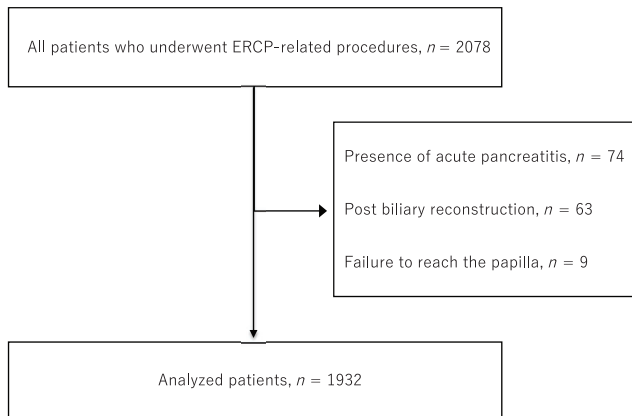 All patients who underwent ERCP-related procedures, n = 2078
Presence of acute pancreatitis, n = 74
Post biliary reconstruction, n = 63
Failure to reach the papilla, n = 9
Analyzed patients, n = 1932